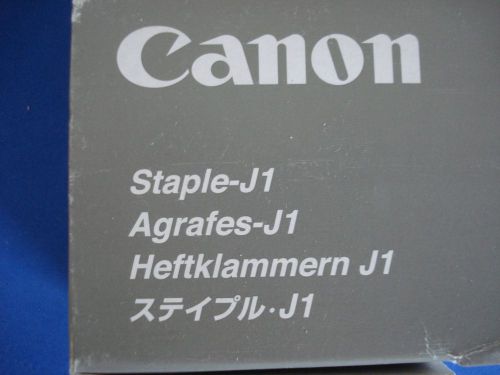 Canon
Staple-J1
Agrafes-J1
Heftklammern J1
ステイプル·J1